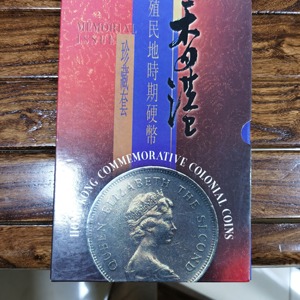 香港
殖民地時期硬幣
珍藏套
MEMORIAL
HONG KONG COMMEMORATIVE COLONIAL COINS
QUEEN ELIZABETH THE SECOND